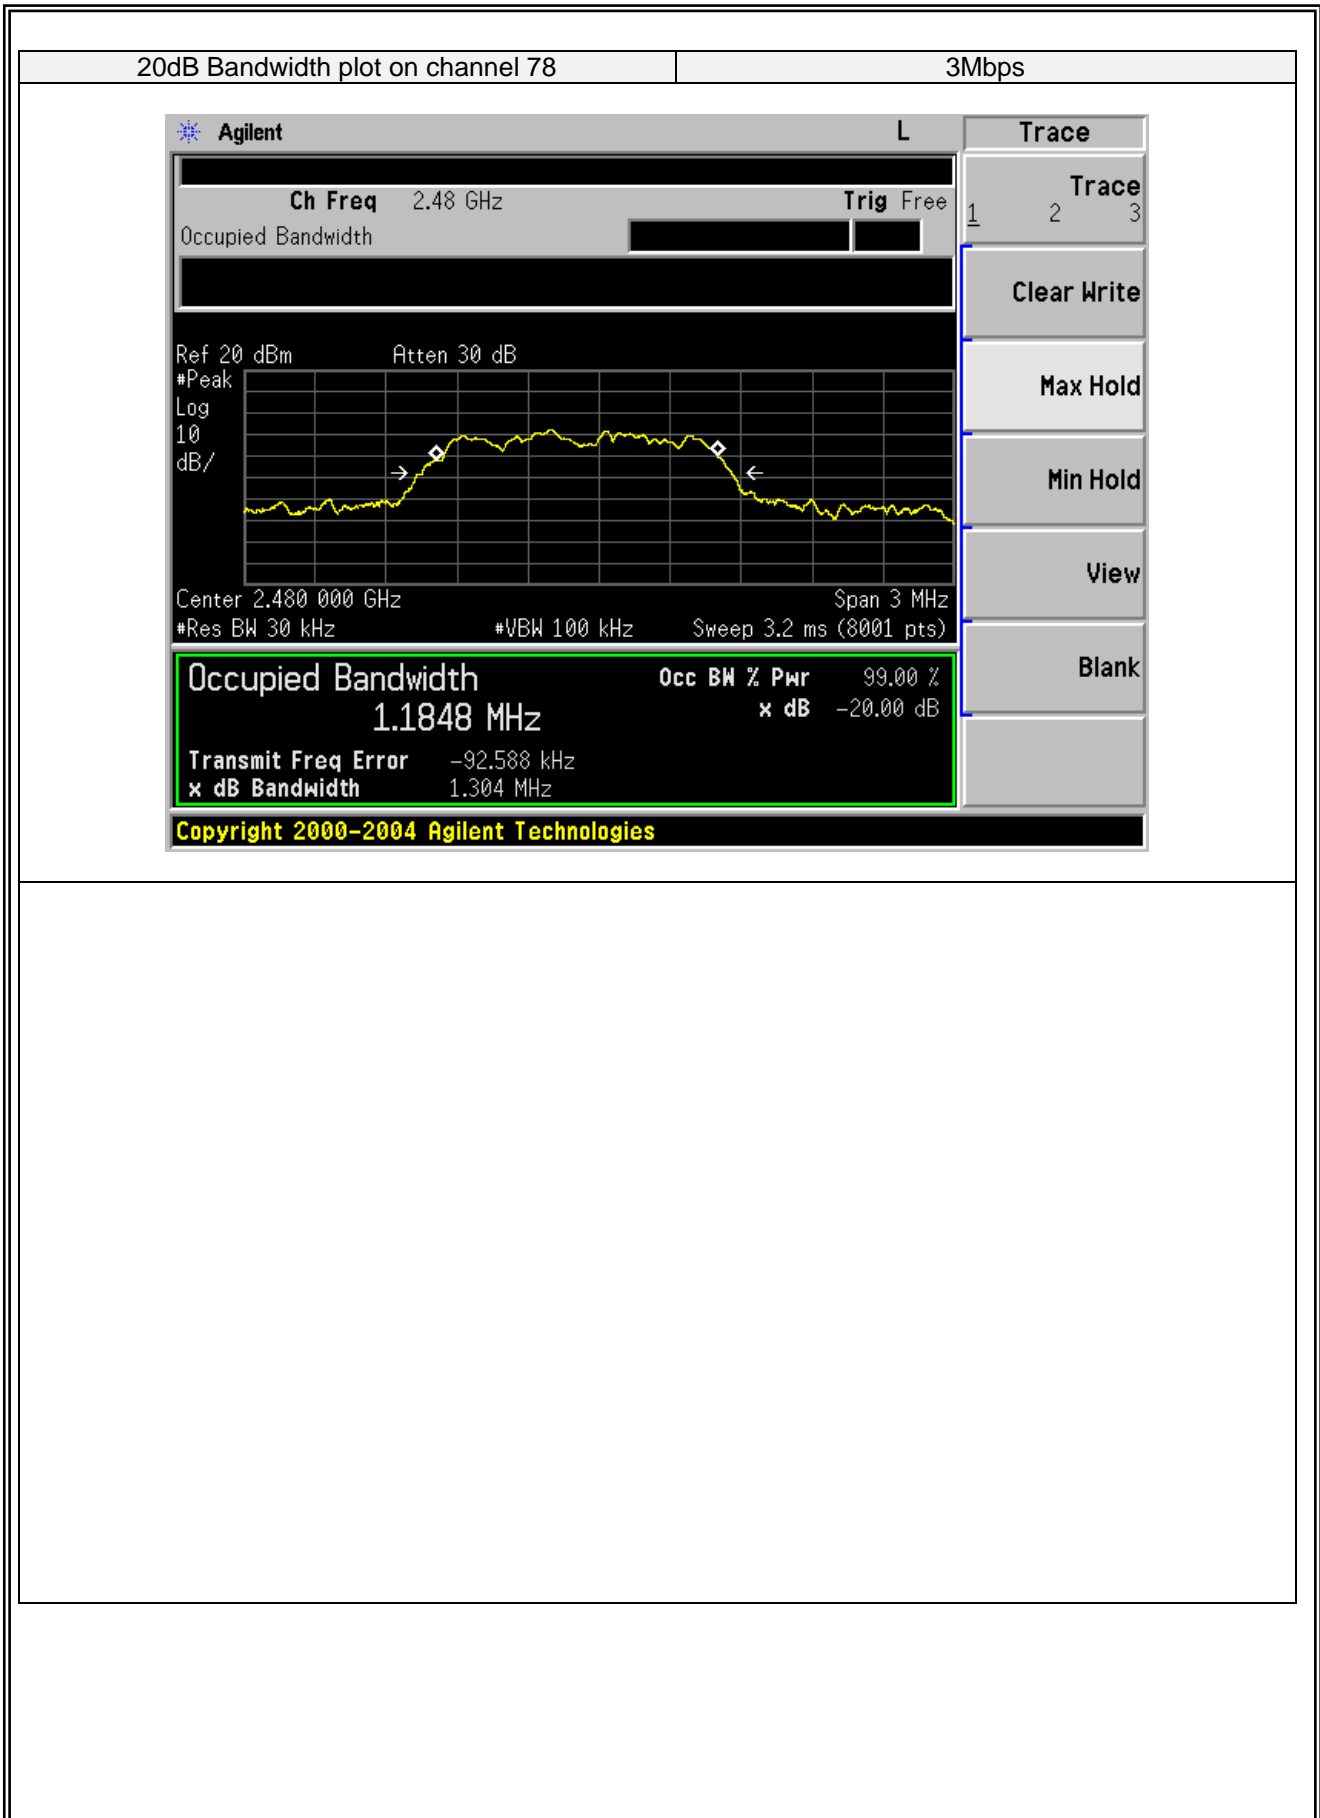 20dB Bandwidth plot on channel 78 3Mbps
Agilent L Trace
Ch Freq 2.48 GHz Trig Free
Occupied Bandwidth
Trace
1 2 3
Clear Write
Max Hold
Min Hold
View
Blank
Ref 20 dBm Atten 30 dB
#Peak
Log
10
dB/
Center 2.480 000 GHz Span 3 MHz
#Res BW 30 kHz #VBW 100 kHz Sweep 3.2 ms (8001 pts)
Occupied Bandwidth Occ BW % Pwr 99.00 %
1.1848 MHz x dB -20.00 dB
Transmit Freq Error -92.588 kHz
x dB Bandwidth 1.304 MHz
Copyright 2000-2004 Agilent Technologies